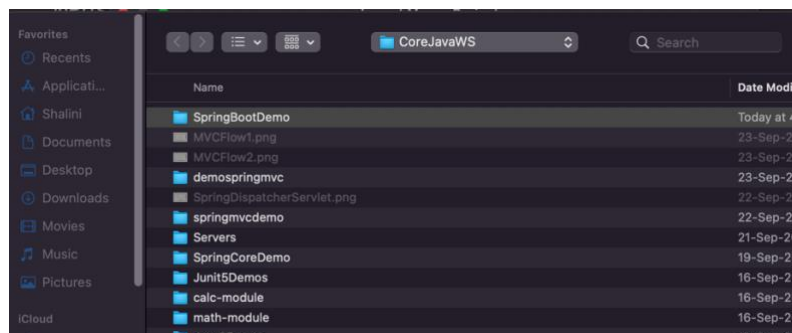 Favorites
Recents
Applicati...
Shalini
Documents
Desktop
Downloads
Movies
Music
Pictures
iCloud
CoreJavaWS
Search
Name Date Modi
SpringBootDemo Today at 4
MVCFlow1.png 23-Sep-2
MVCFlow2.png 23-Sep-2
demospringmvc 23-Sep-2
SpringDispatcherServlet.png 22-Sep-2
springmvcdemo 22-Sep-2
Servers 21-Sep-2
SpringCoreDemo 19-Sep-2
Junit5Demos 16-Sep-2
calc-module 16-Sep-2
math-module 16-Sep-2